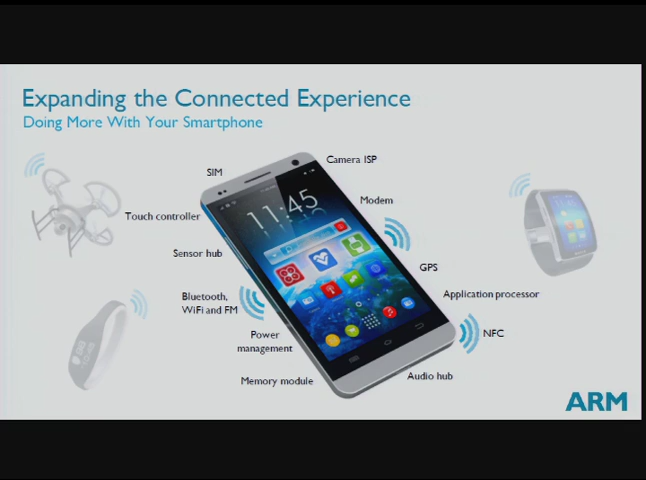 Expanding the Connected Experience
Doing More With Your Smartphone
SIM
Camera ISP
Touch controller
Modem
11:45
Sensor hub
GPS
Bluetooth,
WiFi and FM
Application processor
Power
management
NFC
Memory module
Audio hub
ARM